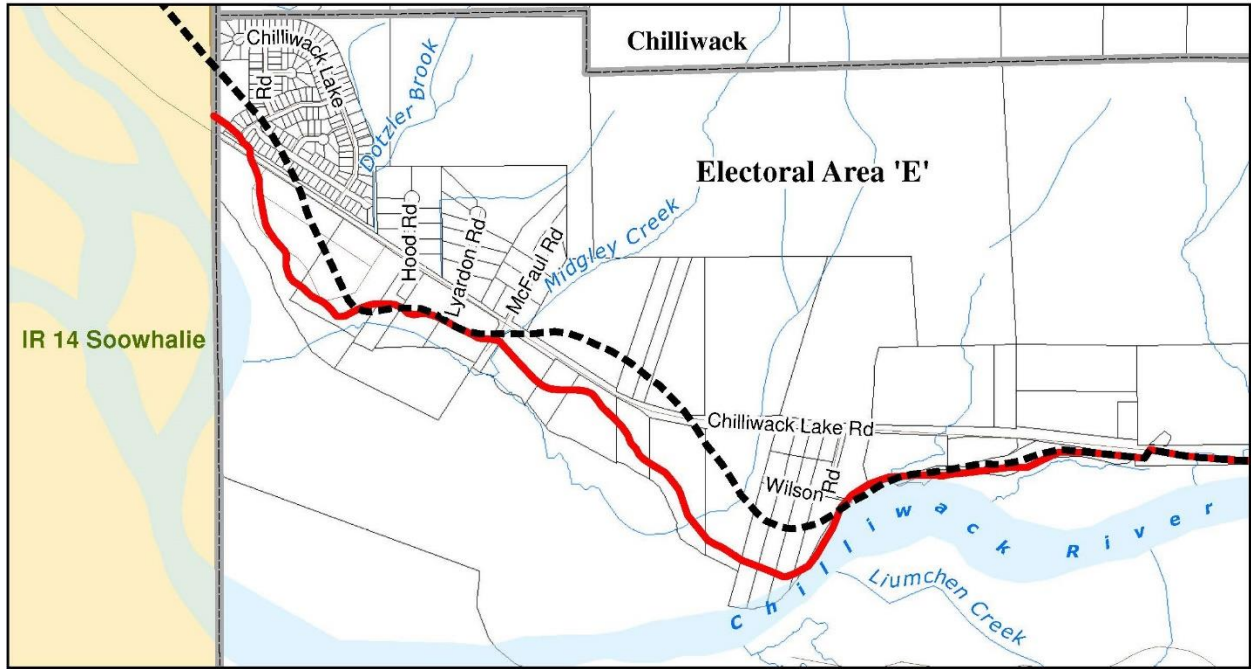 Chilliwack Lake
Rd
Dotzler Brook
Chilliwack
Electoral Area 'E'
Hood Rd
Lyardon Rd
McFaul Rd
Midgley Creek
IR 14 Soowhalie
Chilliwack Lake Rd
Wilson
Rd
Chilliwack River
Liumchen Creek